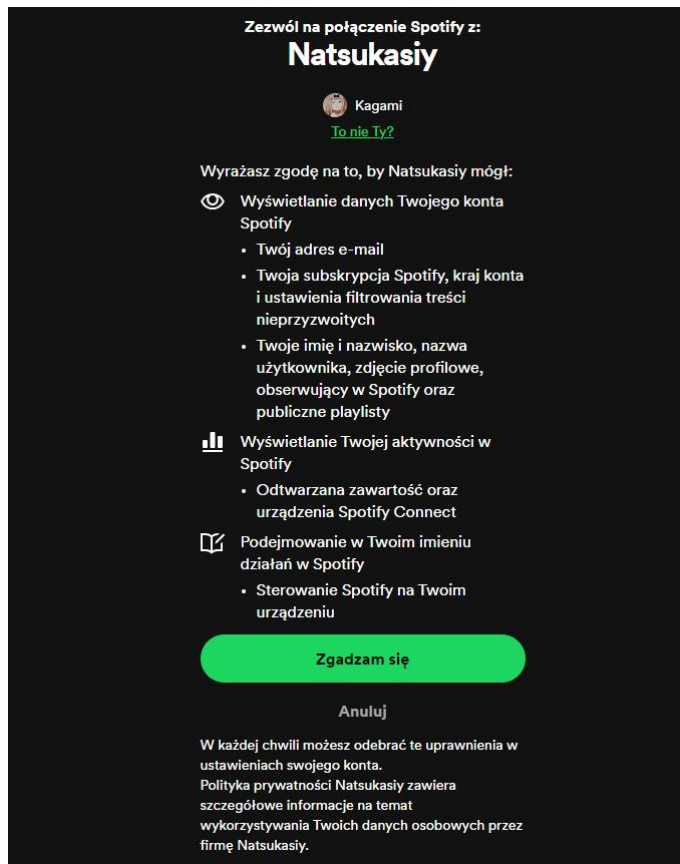 Zezwól na połączenie Spotify z:
Natsukasiy
Kagami
To nie Ty?
Wyrażasz zgodę na to, by Natsukasiy mógł:
Wyświetlanie danych Twojego konta
Spotify
• Twój adres e-mail
• Twoja subskrypcja Spotify, kraj konta
i ustawienia filtrowania treści
nieprzyzwoitych
• Twoje imię i nazwisko, nazwa
użytkownika, zdjęcie profilowe,
obserwujący w Spotify oraz
publiczne playlisty
Wyświetlanie Twojej aktywności w
Spotify
• Odtwarzana zawartość oraz
urządzenia Spotify Connect
Podejmowanie w Twoim imieniu
działań w Spotify
• Sterowanie Spotify na Twoim
urządzeniu
Zgadzam się
Anuluj
W każdej chwili możesz odebrać te uprawnienia w
ustawieniach swojego konta.
Polityka prywatności Natsukasiy zawiera
szczegółowe informacje na temat
wykorzystywania Twoich danych osobowych przez
firmę Natsukasiy.